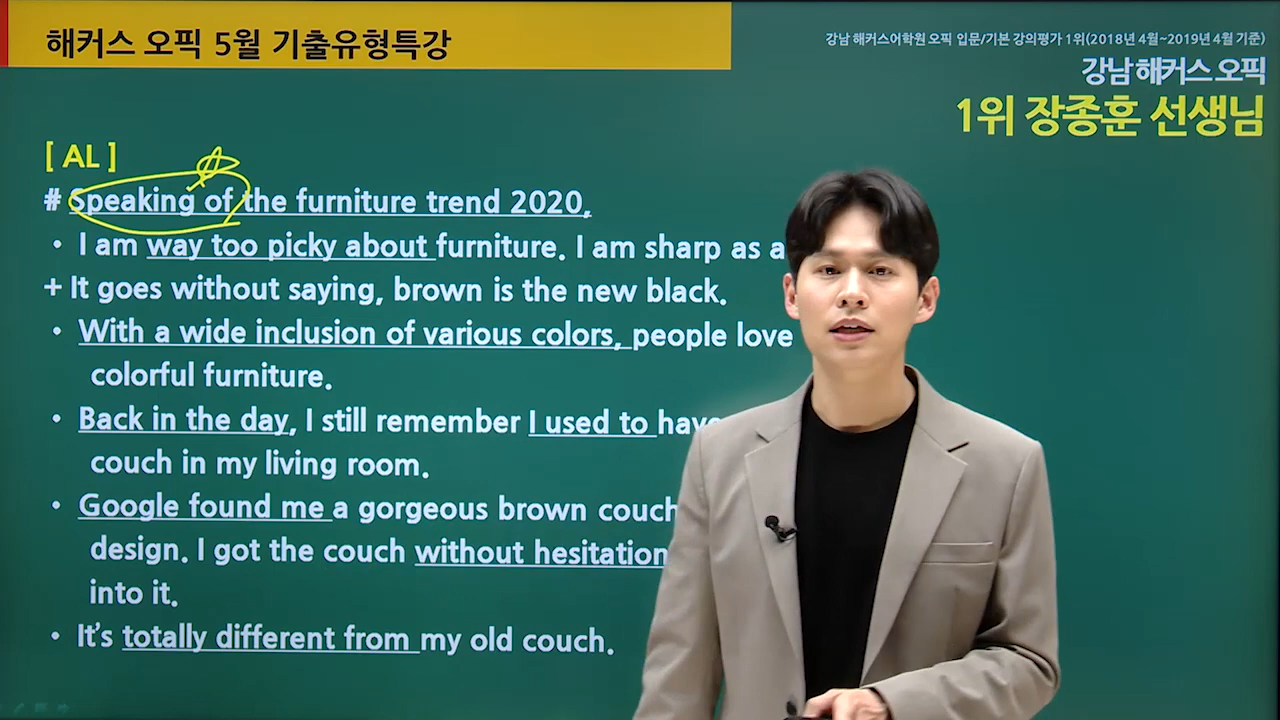 해커스 오픽 5월 기출유형특강
강남 해커스어학원 오픽 입문/기본 강의평가 1위(2018년 4월~2019년 4월 기준)
강남해커스 오픽
1위 장종훈 선생님
[ AL ]
# Speaking of the furniture trend 2020,
• I am way too picky about furniture. I am sharp as a
+ It goes without saying, brown is the new black.
• With a wide inclusion of various colors, people love
colorful furniture.
• Back in the day, I still remember I used to have
couch in my living room.
• Google found me a gorgeous brown couch
design. I got the couch without hesitation
into it.
• It's totally different from my old couch.